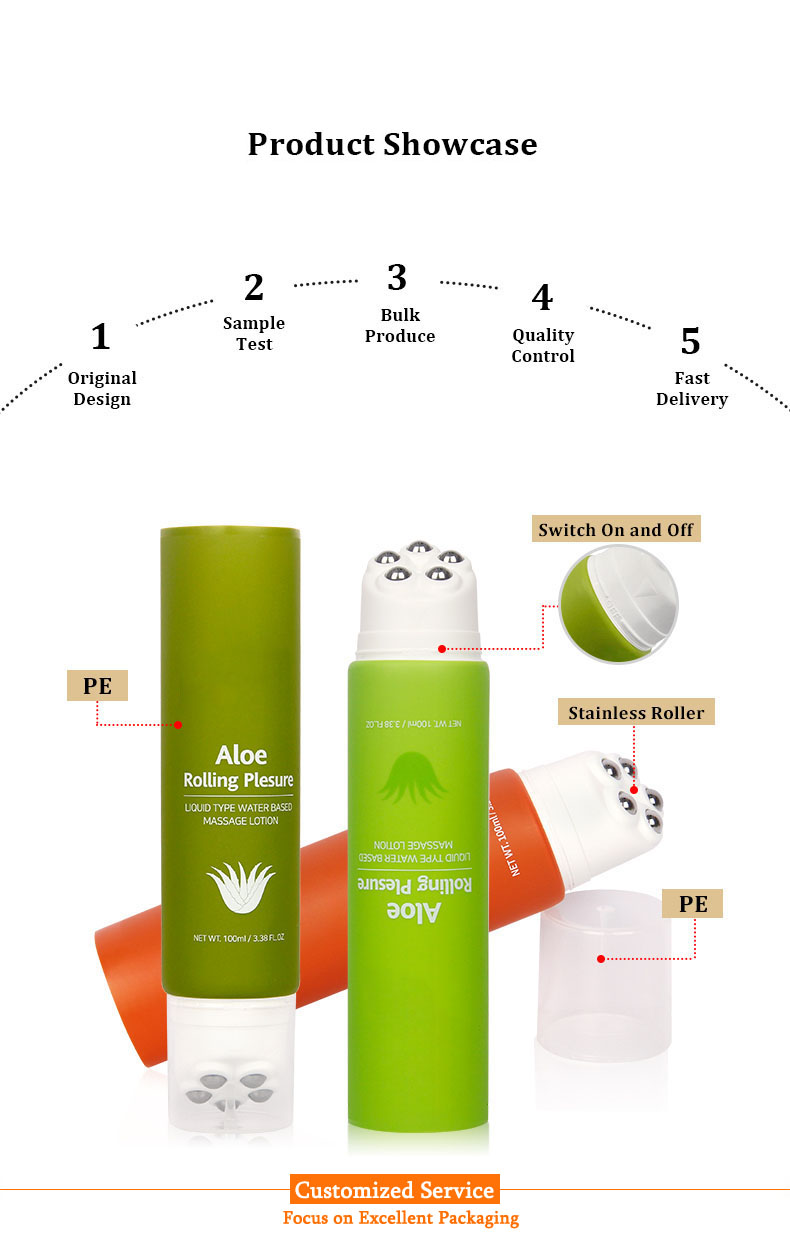 Product Showcase
1
Original
Design
2
Sample
Test
3
Bulk
Produce
4
Quality
Control
5
Fast
Delivery
Switch On and Off
PE
Stainless Roller
Aloe
Rolling Plesure
LIQUID TYPE WATER BASED
MASSAGE LOTION
NET WT. 100ml / 3.38 FL.OZ
Aloe
Rolling Plesure
LIQUID TYPE WATER BASED
MASSAGE LOTION
NET WT. 100ml / 3.38 FL.OZ
NET WT. 100ml/
PE
Customized Service
Focus on Excellent Packaging